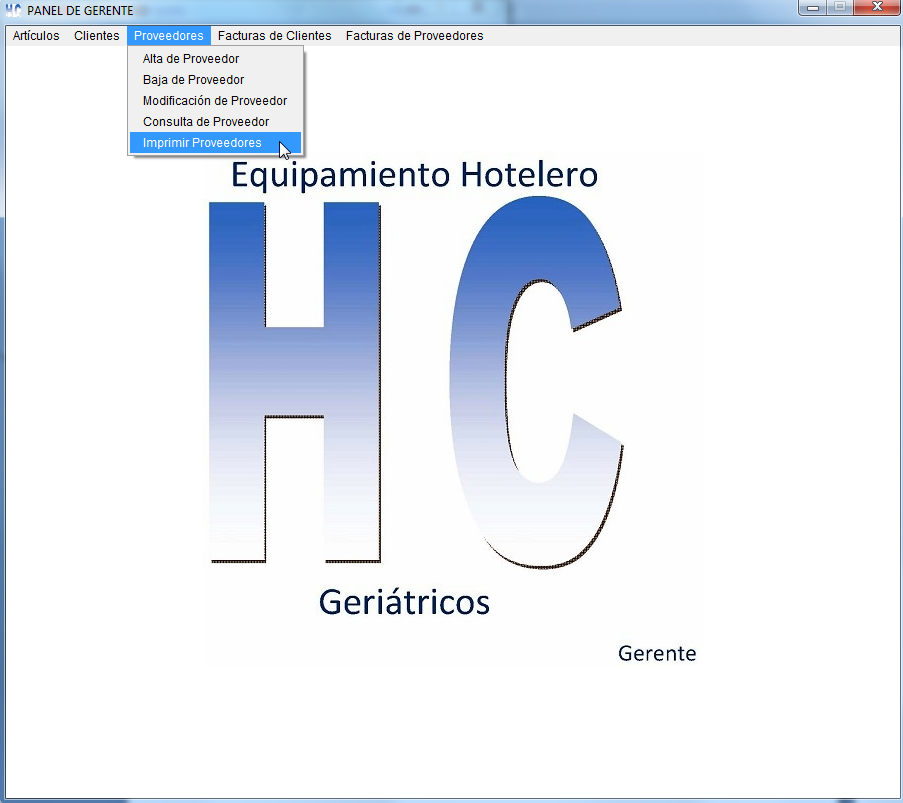 HC PANEL DE GERENTE
Artículos Clientes Proveedores Facturas de Clientes Facturas de Proveedores
Alta de Proveedor
Baja de Proveedor
Modificación de Proveedor
Consulta de Proveedor
Imprimir Proveedores
Equipamiento Hotelero
HC
Geriátricos
Gerente